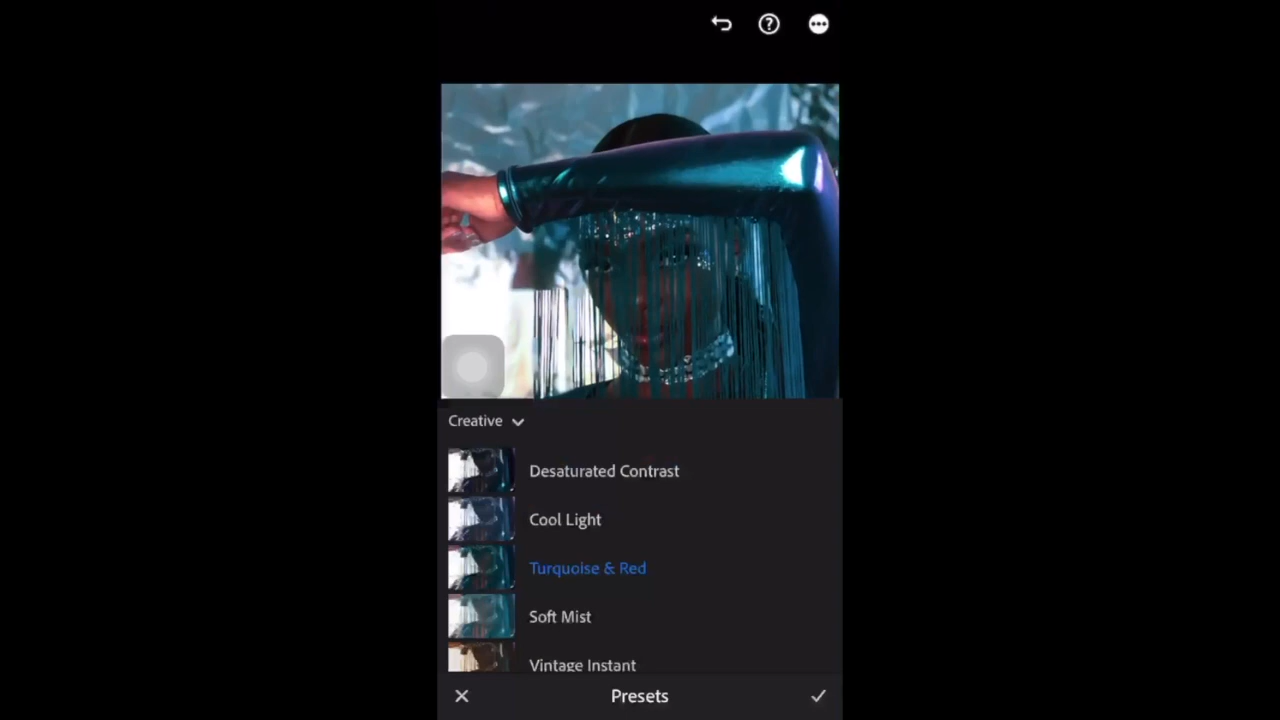 Creative
Desaturated Contrast
Cool Light
Turquoise & Red
Soft Mist
Vintage Instant
Presets